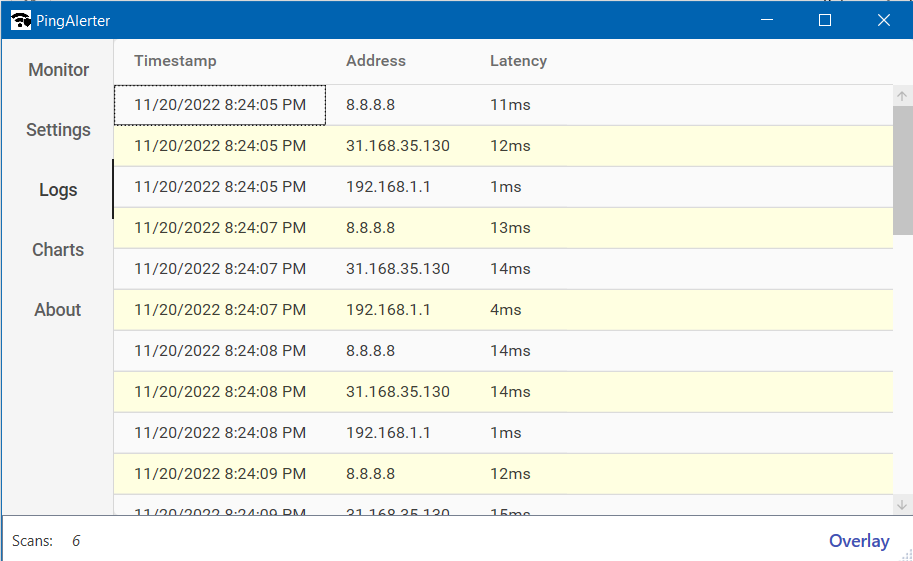 PingAlerter
Monitor
Settings
Logs
Charts
About
Timestamp Address Latency
11/20/2022 8:24:05 PM 8.8.8.8 11ms
11/20/2022 8:24:05 PM 31.168.35.130 12ms
11/20/2022 8:24:05 PM 192.168.1.1 1ms
11/20/2022 8:24:07 PM 8.8.8.8 13ms
11/20/2022 8:24:07 PM 31.168.35.130 14ms
11/20/2022 8:24:07 PM 192.168.1.1 4ms
11/20/2022 8:24:08 PM 8.8.8.8 14ms
11/20/2022 8:24:08 PM 31.168.35.130 14ms
11/20/2022 8:24:08 PM 192.168.1.1 1ms
11/20/2022 8:24:09 PM 8.8.8.8 12ms
11/20/2022 8:24:09 PM 31.168.35.130 15ms
Scans: 6
Overlay